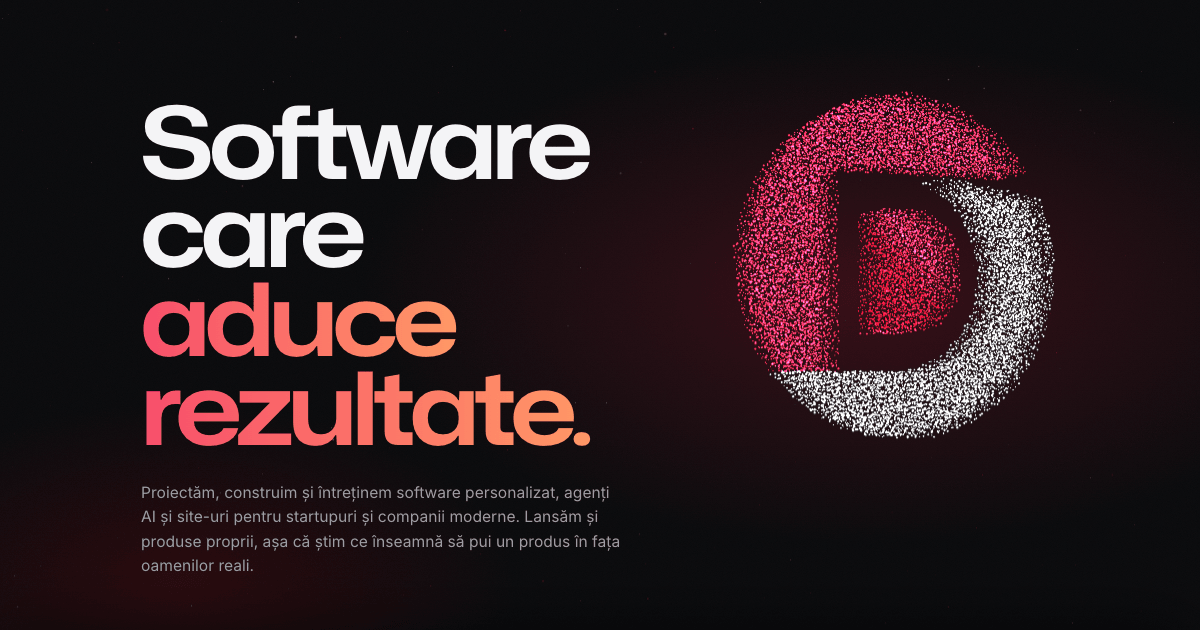 Software
care
aduce
rezultate.
Proiectăm, construim și întreținem software personalizat, agenți
AI și site-uri pentru startupuri și companii moderne. Lansăm și
produse proprii, așa că știm ce înseamnă să pui un produs în fața
oamenilor reali.
D